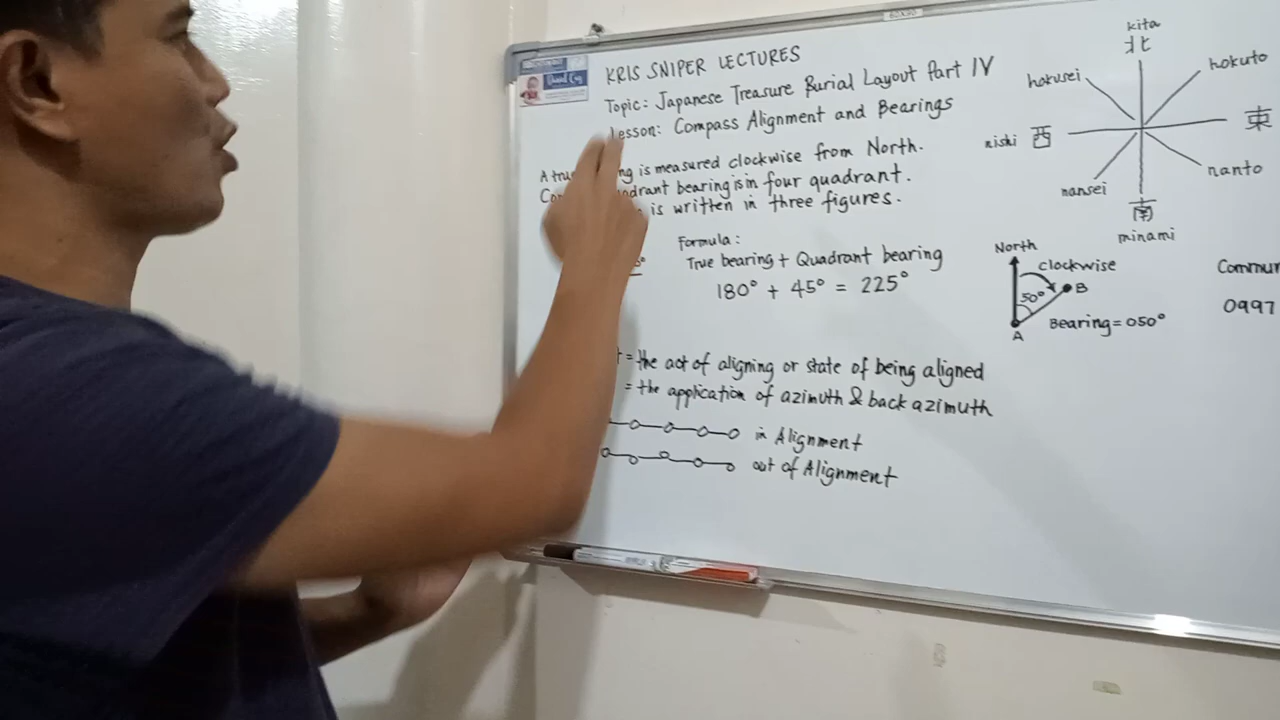 60X90
KRIS SNIPER LECTURES
Topic: Japanese Treasure Burial Layout Part IV
Lesson: Compass Alignment and Bearings
A is measured clockwise from North.
bearing is in four quadrant.
is written in three figures.
Formula:
True bearing + Quadrant bearing
180° + 45° = 225°
= the act of aligning or state of being aligned
= the application of azimuth & back azimuth
in Alignment
out of Alignment
kita
北
hokusei
hokuto
nishi 西
東
nansei
nanto
南
minami
North
clockwise
50°
B
A
Bearing = 050°
0997